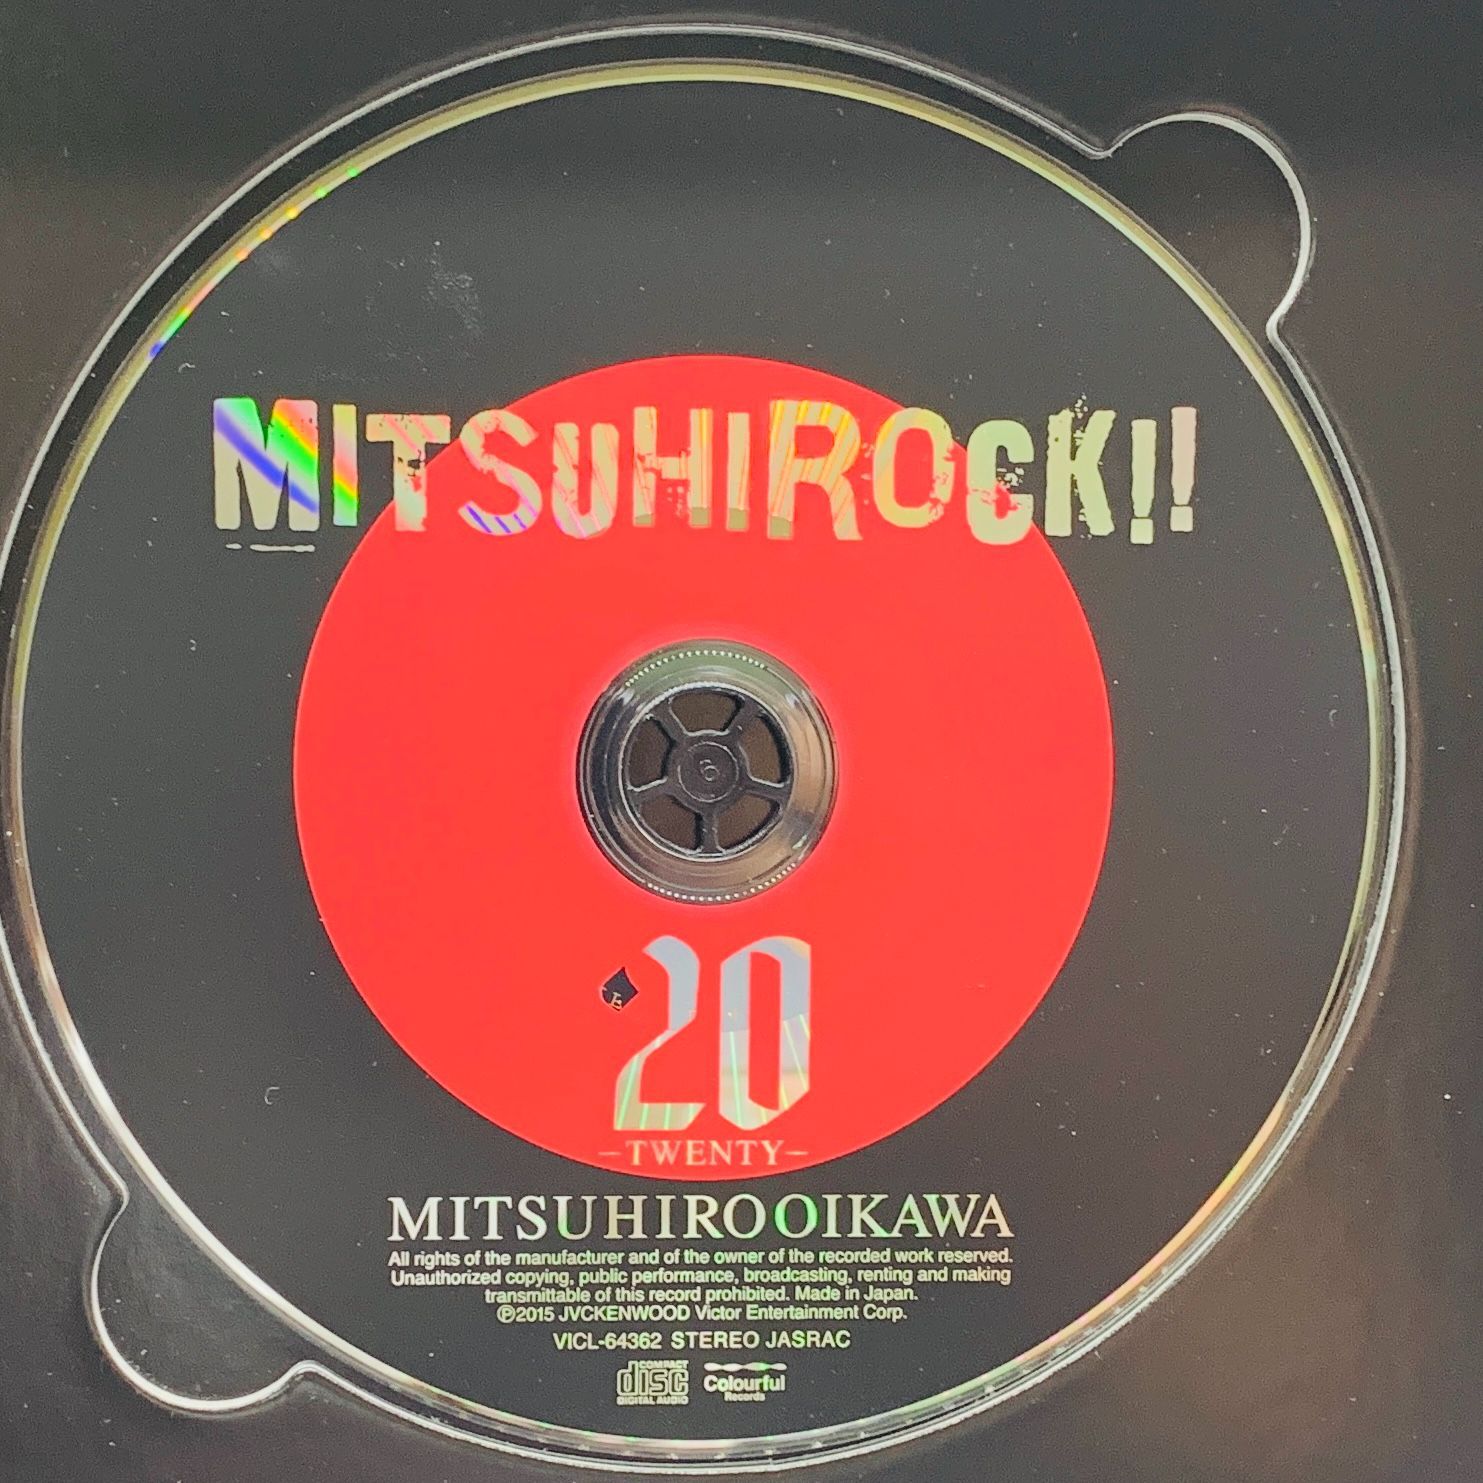 MITSUHIROCK!!
6
20
-TWENTY-
MITSUHIRO OIKAWA
All rights of the manufacturer and of the owner of the recorded work reserved.
Unauthorized copying, public performance, broadcasting, renting and making
transmittable of this record prohibited. Made in Japan.
℗2015 JVCKENWOOD Victor Entertainment Corp.
VICL-64362 STEREO JASRAC
COMPACT
disc
DIGITAL AUDIO
Colourful
Records